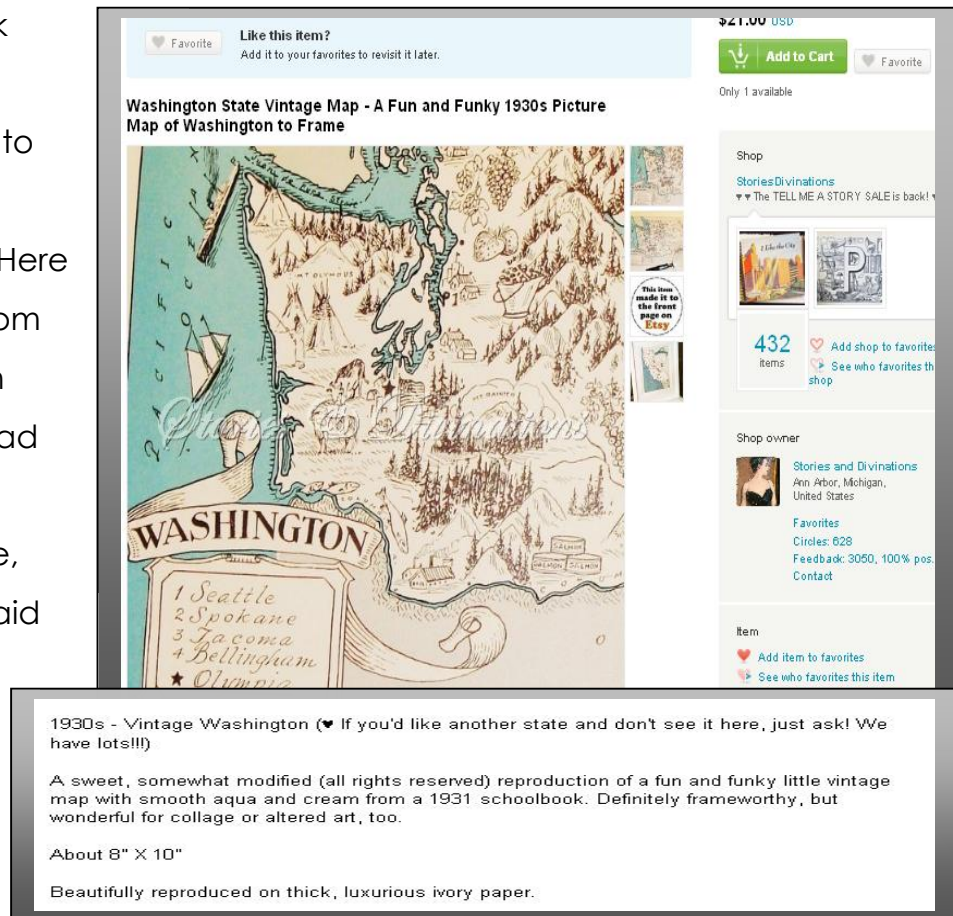 k
to
Here
om
n
ad
e,
aid
$21.00 USD
Favorite
Like this item?
Add it to your favorites to revisit it later.
Add to Cart
Favorite
Only 1 available
Washington State Vintage Map - A Fun and Funky 1930s Picture
Map of Washington to Frame
PACIFIC
MT OLYMPUS
MT RAINIER
Stories & Divinations
SALMON
SALMON
SALMON
WASHINGTON
1 Seattle
2 Spokane
3 Tacoma
4 Bellingham
★ Olympia
This item
made it to
the front
page on
Etsy
Shop
StoriesDivinations
♥♥The TELL ME A STORY SALE is back!
I Like the City
P
432
items
Add shop to favorites
See who favorites th
shop
Shop owner
Stories and Divinations
Ann Arbor, Michigan,
United States
Favorites
Circles: 628
Feedback: 3050, 100% pos.
Contact
Item
Add item to favorites
See who favorites this item
1930s - Vintage Washington (♥ If you'd like another state and don't see it here, just ask! We
have lots!!!)
A sweet, somewhat modified (all rights reserved) reproduction of a fun and funky little vintage
map with smooth aqua and cream from a 1931 schoolbook. Definitely frameworthy, but
wonderful for collage or altered art, too.
About 8" X 10"
Beautifully reproduced on thick, luxurious ivory paper.